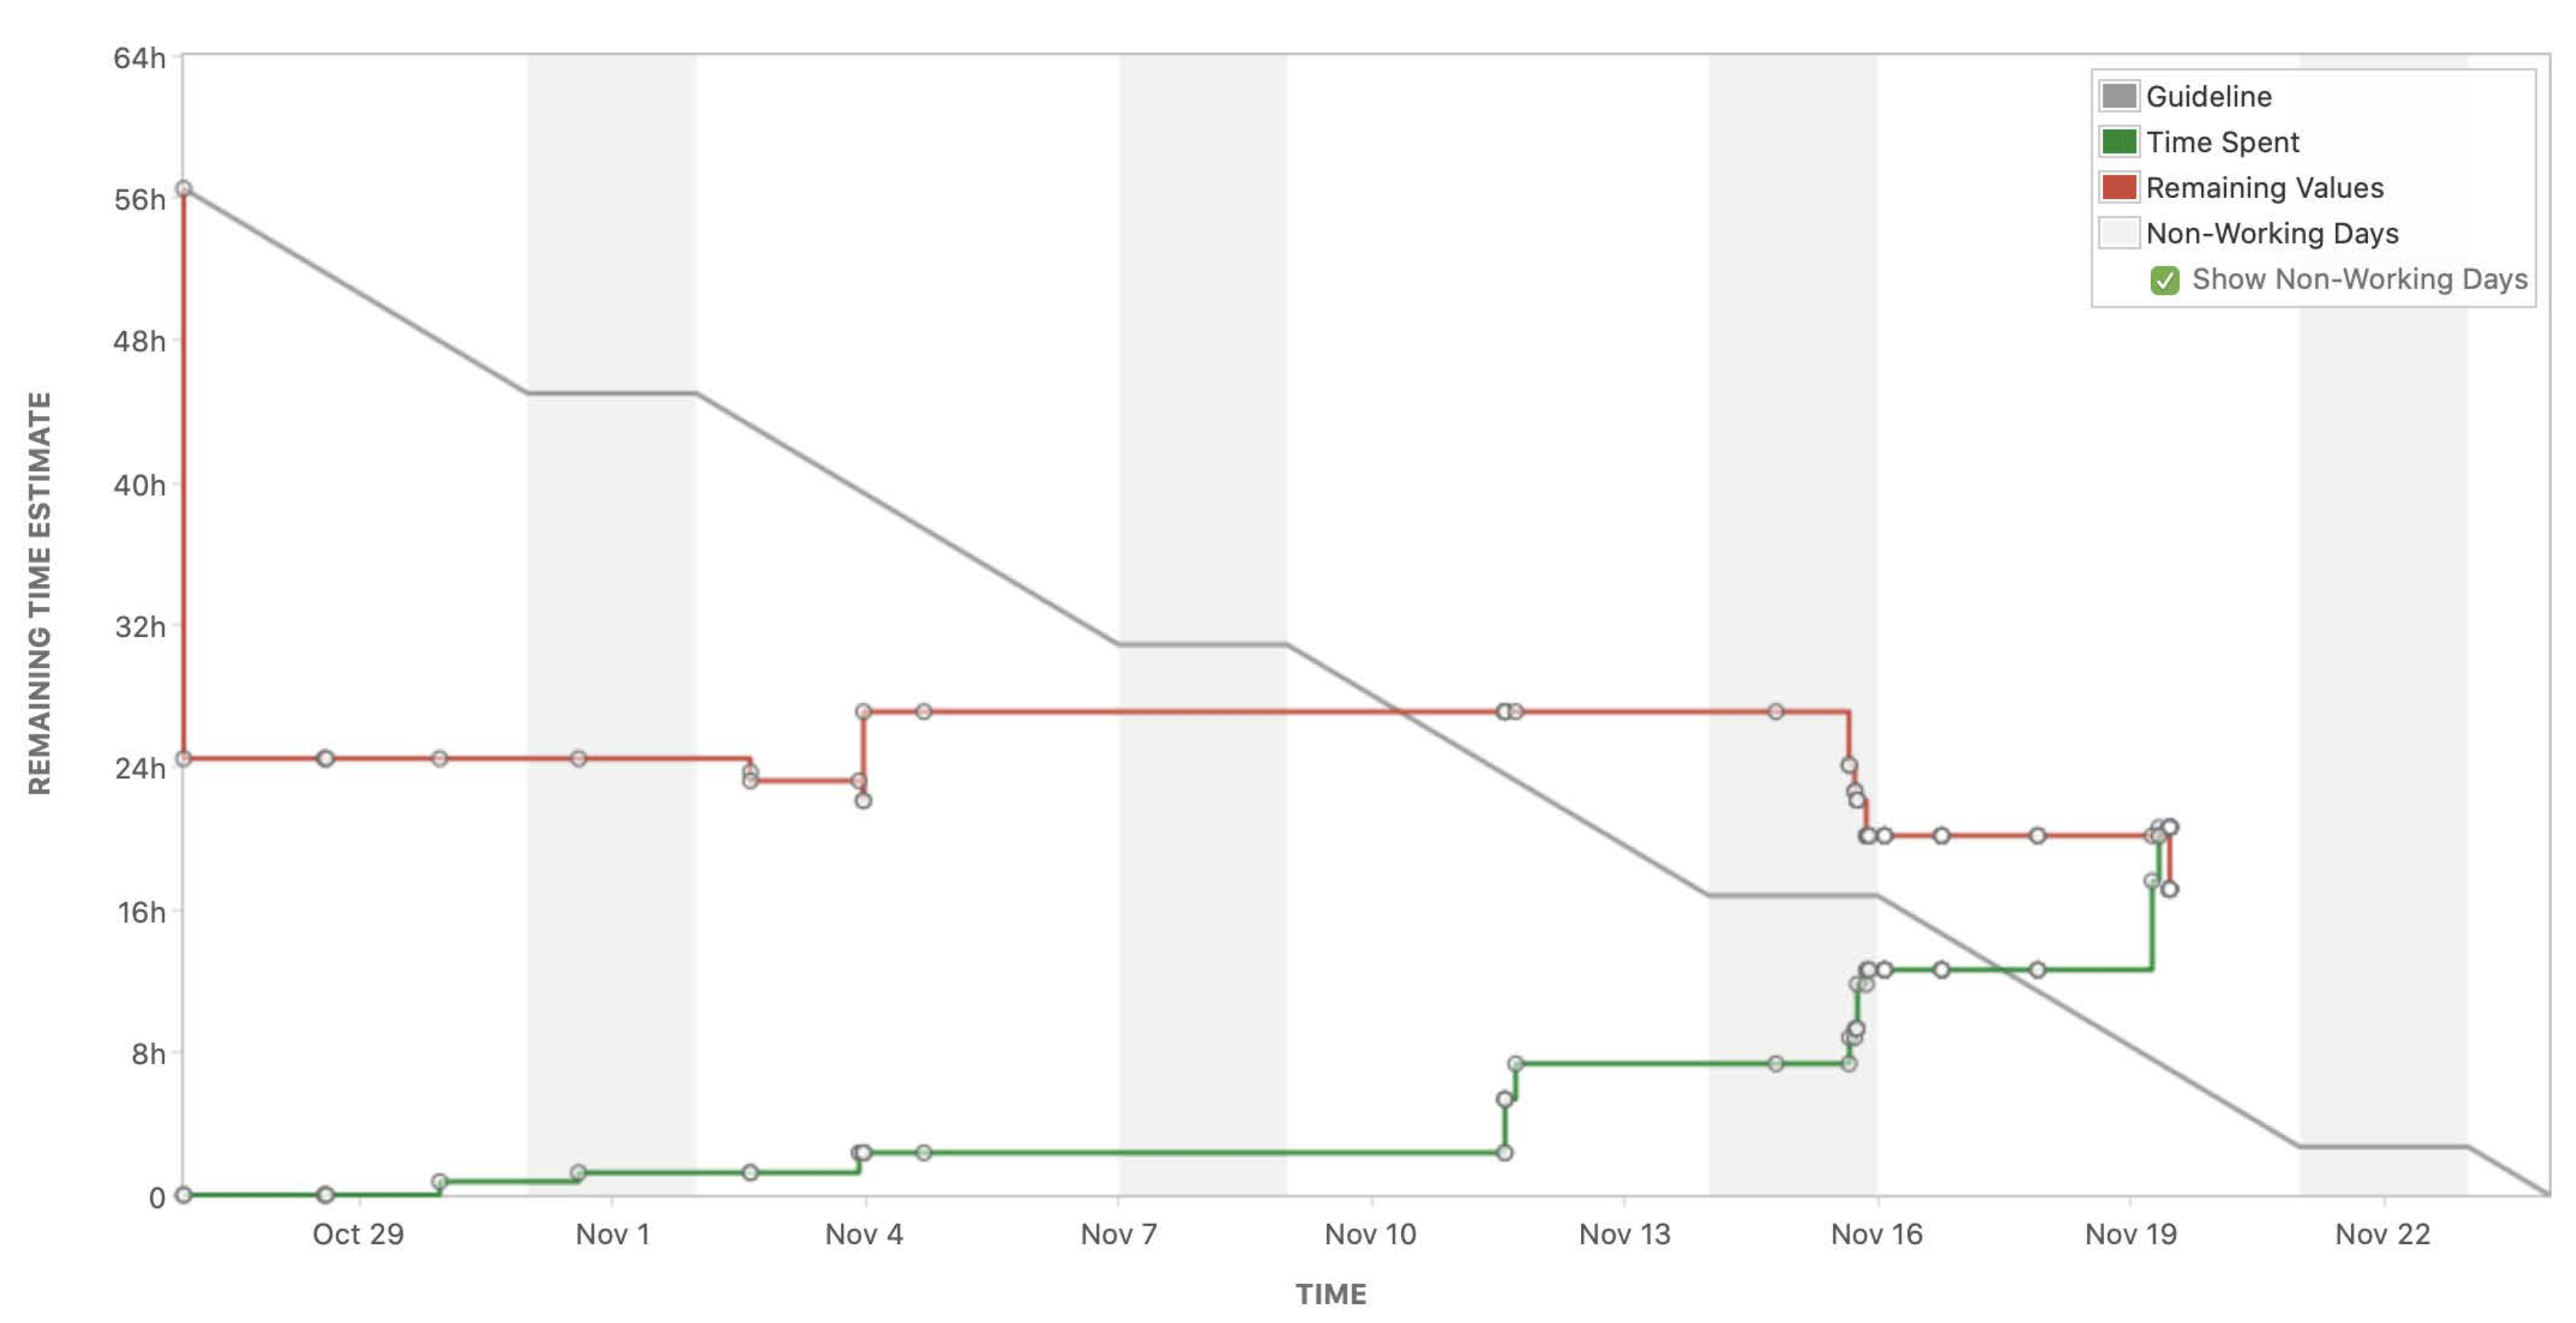 64h
56h
48h
40h
32h
24h
16h
8h
0
REMAINING TIME ESTIMATE
Guideline
Time Spent
Remaining Values
Non-Working Days
Show Non-Working Days
Oct 29 Nov 1 Nov 4 Nov 7 Nov 10 Nov 13 Nov 16 Nov 19 Nov 22
TIME